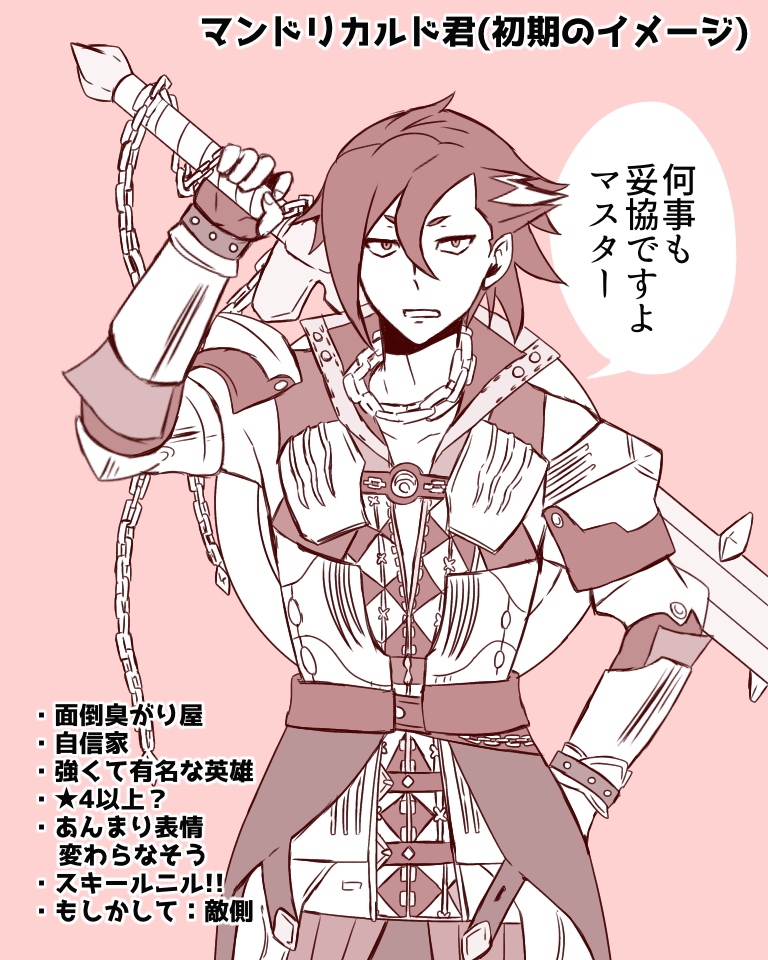 マンドリカルド君(初期のイメージ)
何事も
妥協ですよ
マスター
・面倒臭がり屋
・自信家
・強くて有名な英雄
・★4以上？
・あんまり表情
変わらなそう
・スキールニル!!
・もしかして：敵側